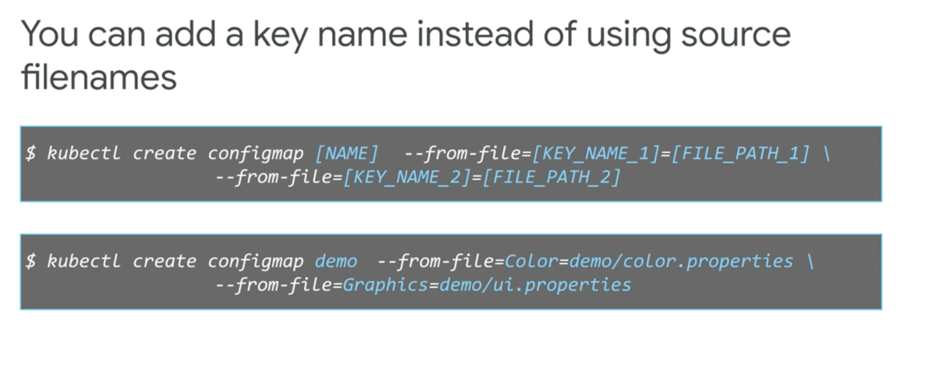 You can add a key name instead of using source
filenames
$ kubectl create configmap [NAME] --from-file=[KEY_NAME_1]=[FILE_PATH_1] \
--from-file=[KEY_NAME_2]=[FILE_PATH_2]
$ kubectl create configmap demo --from-file=Color=demo/color.properties \
--from-file=Graphics=demo/ui.properties